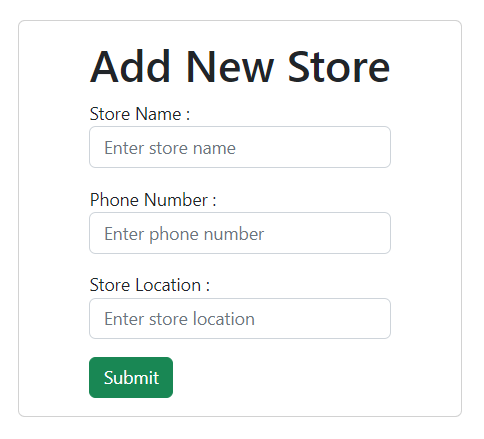 Add New Store
Store Name :
Enter store name
Phone Number :
Enter phone number
Store Location :
Enter store location
Submit